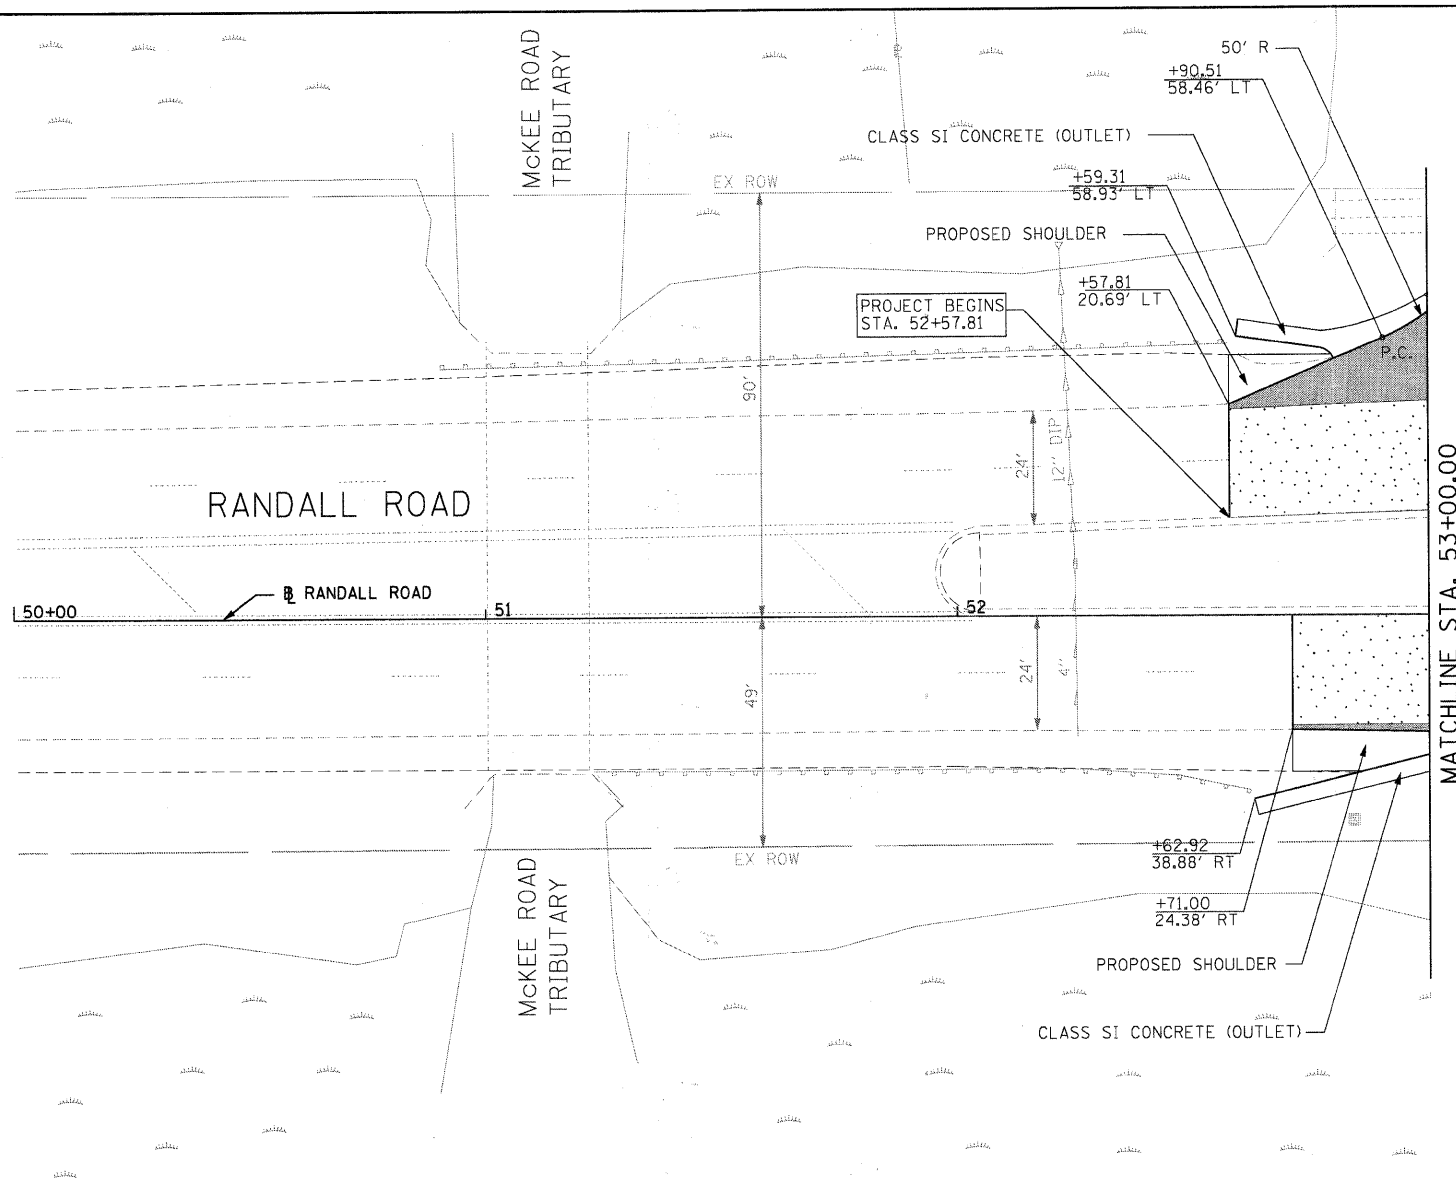 McKEE ROAD
TRIBUTARY
50' R
+90.51
58.46' LT
CLASS SI CONCRETE (OUTLET)
EX ROW
+59.31
58.93' LT
PROPOSED SHOULDER
+57.81
20.69' LT
PROJECT BEGINS
STA. 52+57.81
P.C.
90'
24'
12" DIP
RANDALL ROAD
MATCHLINE STA. 53+00.00
℄ RANDALL ROAD
50+00
51
52
49'
24'
4"
EX ROW
+62.92
38.88' RT
+71.00
24.38' RT
McKEE ROAD
TRIBUTARY
PROPOSED SHOULDER
CLASS SI CONCRETE (OUTLET)